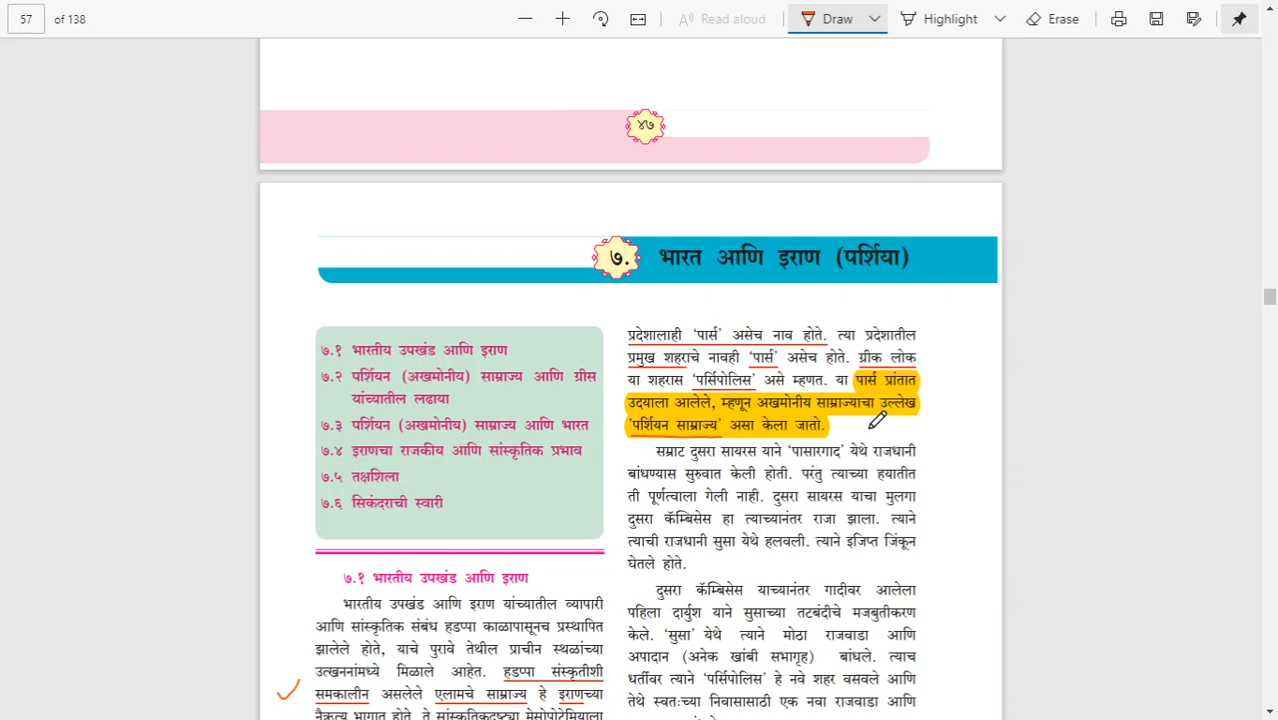 57
of 138
Read aloud
Draw
Highlight
Erase
४७
७.
भारत आणि इराण (पर्शिया)
७.१ भारतीय उपखंड आणि इराण
७.२ पर्शियन (अखमोनीय) साम्राज्य आणि ग्रीस
यांच्यातील लढाया
७.३ पर्शियन (अखमोनीय) साम्राज्य आणि भारत
७.४ इराणचा राजकीय आणि सांस्कृतिक प्रभाव
७.५ तक्षशिला
७.६ सिकंदराची स्वारी
७.१ भारतीय उपखंड आणि इराण
भारतीय उपखंड आणि इराण यांच्यातील व्यापारी
आणि सांस्कृतिक संबंध हडप्पा काळापासूनच प्रस्थापित
झालेले होते, याचे पुरावे तेथील प्राचीन स्थळांच्या
उत्खननांमध्ये मिळाले आहेत. हडप्पा संस्कृतीशी
समकालीन असलेले एलामचे साम्राज्य हे इराणच्या
नैऋत्य भागात होते. ते सांस्कृतिकदृष्ट्या मेसोपोटेमियाला
प्रदेशालाही ‘पार्स’ असेच नाव होते. त्या प्रदेशातील
प्रमुख शहराचे नावही ‘पार्स’ असेच होते. ग्रीक लोक
या शहरास ‘पर्सिपोलिस’ असे म्हणत. या पार्स प्रांतात
उदयाला आलेले, म्हणून अखमोनीय साम्राज्याचा उल्लेख
‘पर्शियन साम्राज्य’ असा केला जातो.
सम्राट दुसरा सायरस याने ‘पासारगाद’ येथे राजधानी
बांधण्यास सुरुवात केली होती. परंतु त्याच्या हयातीत
ती पूर्णत्वाला गेली नाही. दुसरा सायरस याचा मुलगा
दुसरा कॅम्बिसेस हा त्याच्यानंतर राजा झाला. त्याने
त्याची राजधानी सुसा येथे हलवली. त्याने इजिप्त जिंकून
घेतले होते.
दुसरा कॅम्बिसेस याच्यानंतर गादीवर आलेला
पहिला दार्युश याने सुसाच्या तटबंदीचे मजबुतीकरण
केले. ‘सुसा’ येथे त्याने मोठा राजवाडा आणि
अपादान (अनेक खांबी सभागृह) बांधले. त्याच
धर्तीवर त्याने ‘पर्सिपोलिस’ हे नवे शहर वसवले आणि
तेथे स्वतःच्या निवासासाठी एक नवा राजवाडा आणि